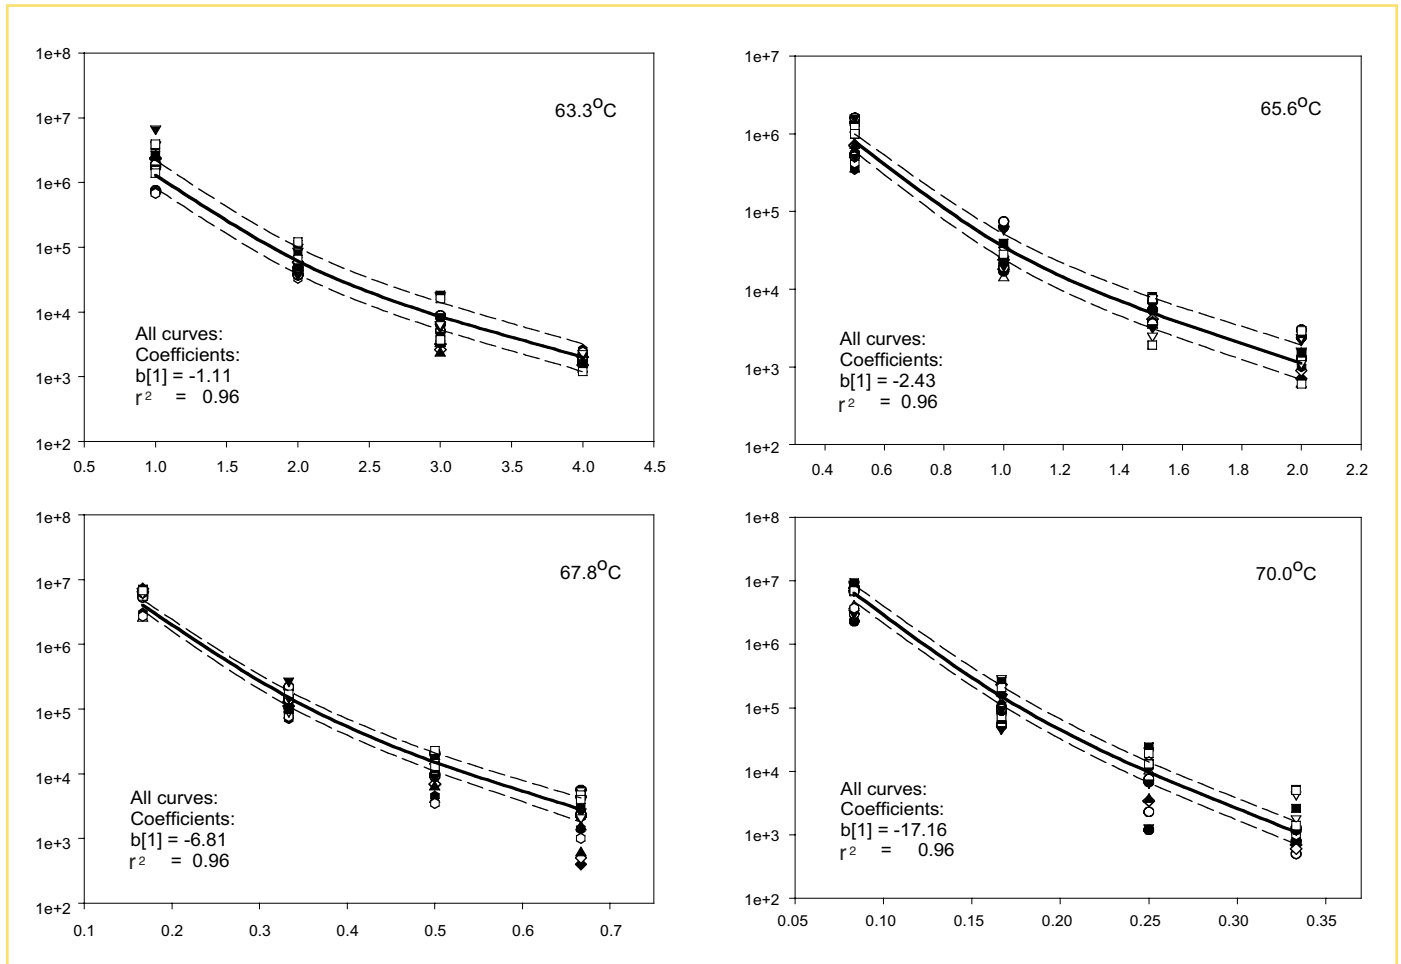 63.3°C
1e+8
1e+7
1e+6
1e+5
1e+4
1e+3
1e+2
All curves:
Coefficients:
b[1] = -1.11
r² = 0.96
0.5 1.0 1.5 2.0 2.5 3.0 3.5 4.0 4.5
65.6°C
1e+7
1e+6
1e+5
1e+4
1e+3
1e+2
All curves:
Coefficients:
b[1] = -2.43
r² = 0.96
0.4 0.6 0.8 1.0 1.2 1.4 1.6 1.8 2.0 2.2
67.8°C
1e+8
1e+7
1e+6
1e+5
1e+4
1e+3
1e+2
All curves:
Coefficients:
b[1] = -6.81
r² = 0.96
0.1 0.2 0.3 0.4 0.5 0.6 0.7
70.0°C
1e+8
1e+7
1e+6
1e+5
1e+4
1e+3
1e+2
All curves:
Coefficients:
b[1] = -17.16
r² = 0.96
0.05 0.10 0.15 0.20 0.25 0.30 0.35